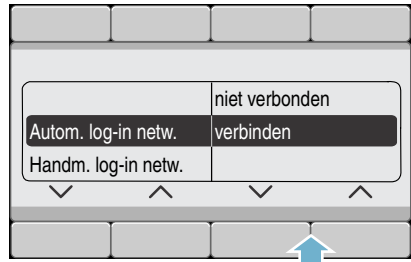 niet verbonden
Autom. log-in netw. verbinden
Handm. log-in netw.